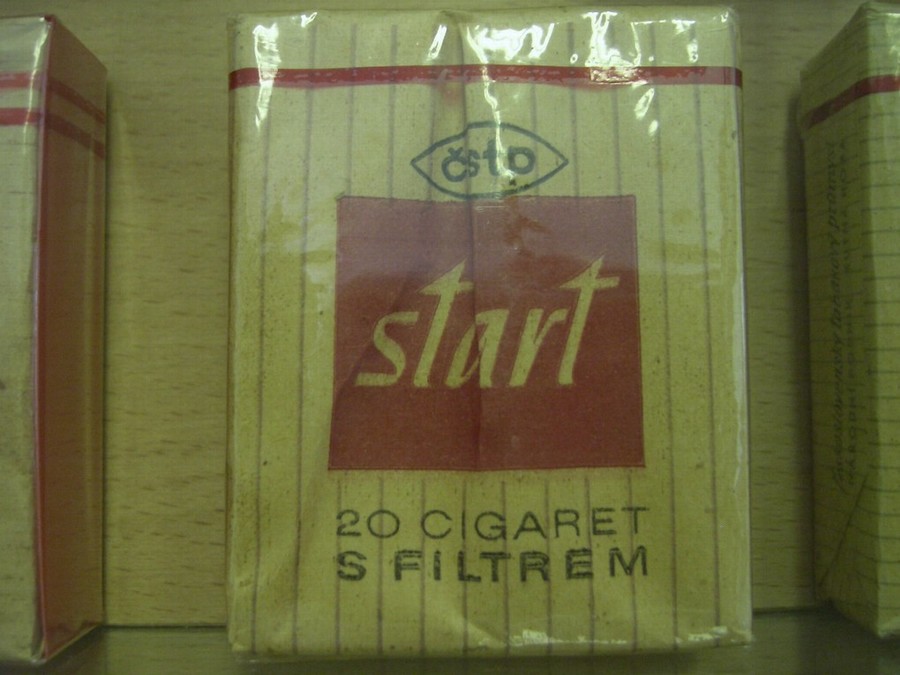 čstp
start
20 CIGARET
S FILTREM